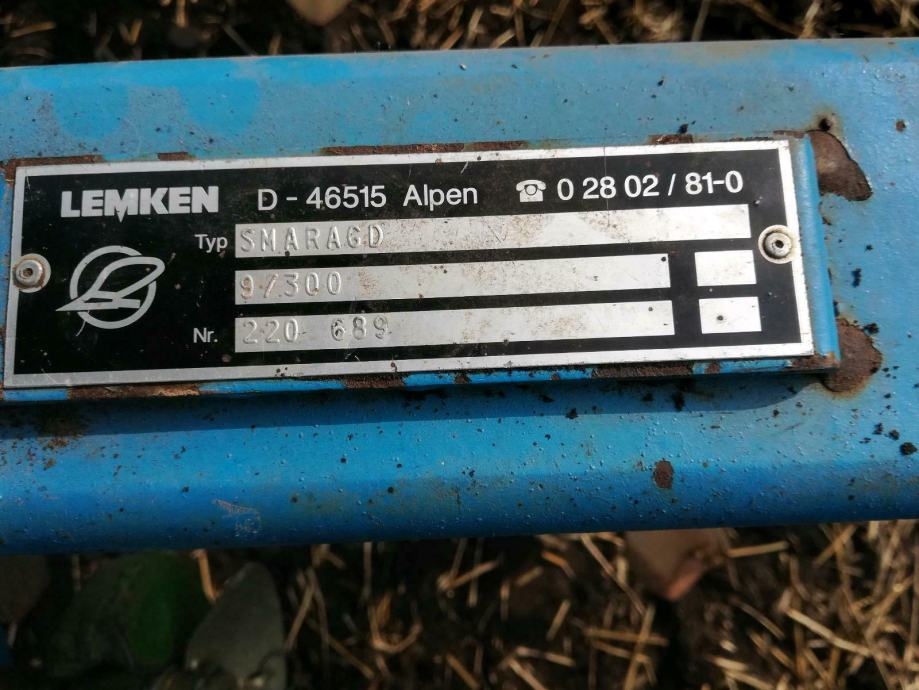 LEMKEN D-46515 Alpen ☎ 0 28 02 / 81-0
Typ SMARAGD
9/300
Nr. 220 689